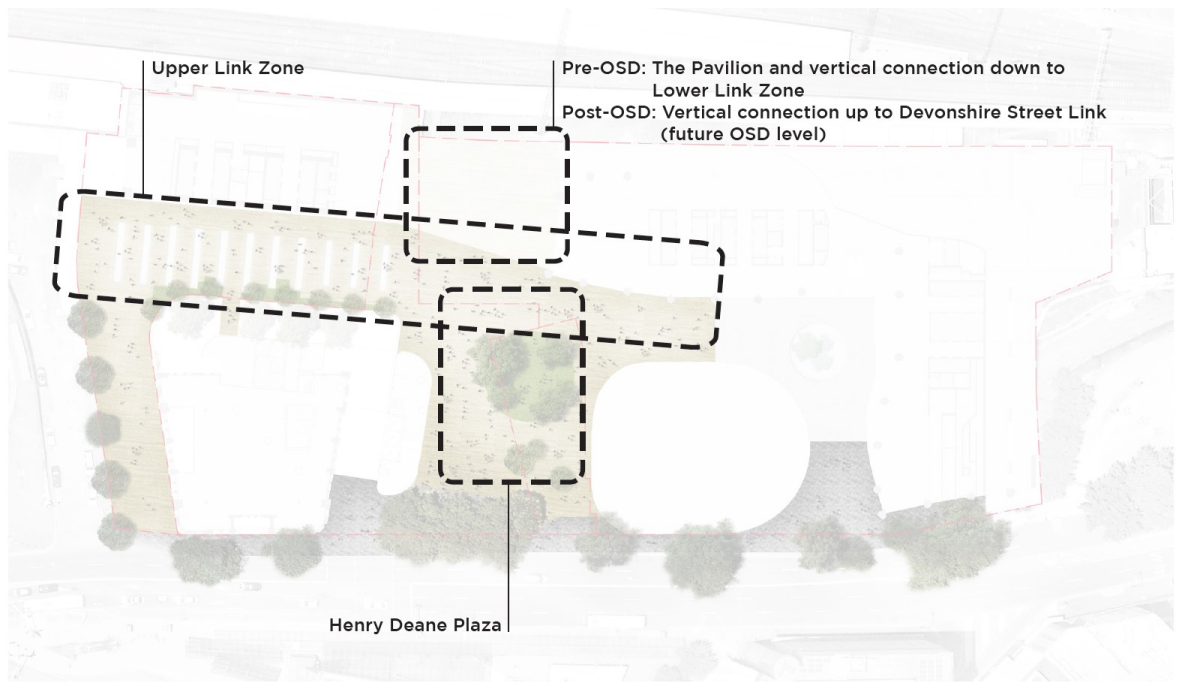 Upper Link Zone
Pre-OSD: The Pavilion and vertical connection down to
Lower Link Zone
Post-OSD: Vertical connection up to Devonshire Street Link
(future OSD level)
Henry Deane Plaza